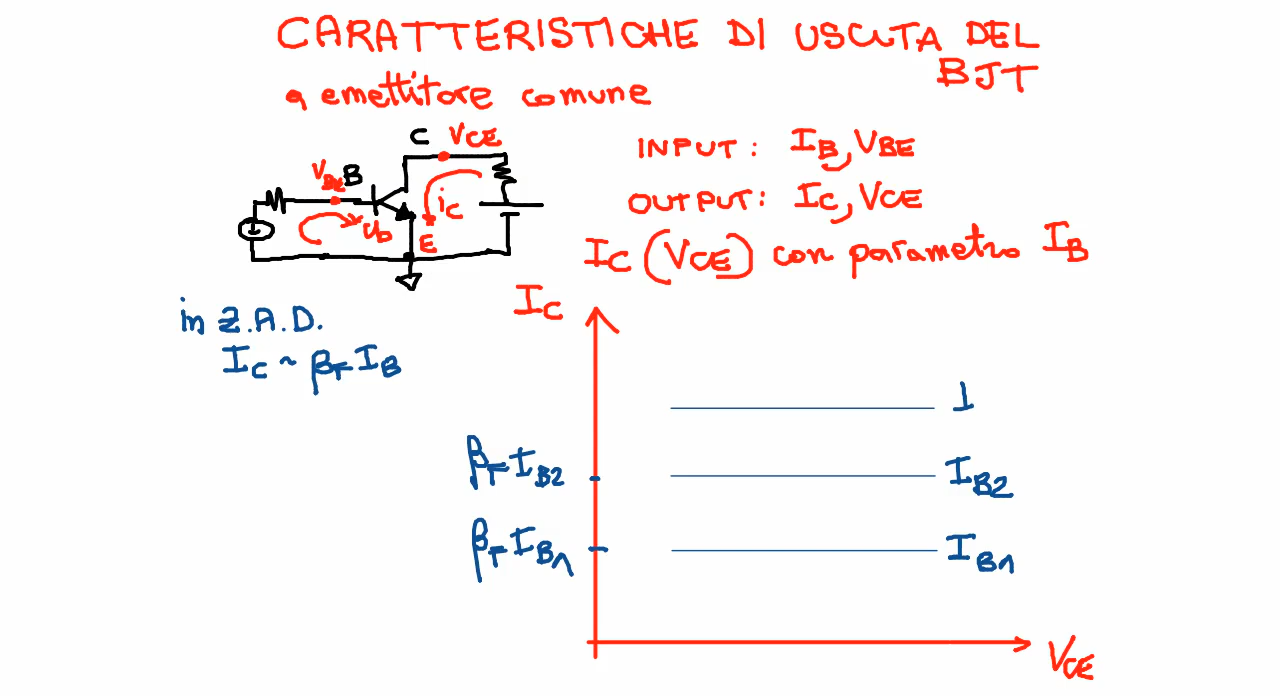 CARATTERISTICHE DI USCITA DEL
BJT
a emettitore comune
C VCE
VBE B
iC
E
INPUT: IB, VBE
OUTPUT: IC, VCE
IC (VCE) con parametro IB
IC
in Z.A.D.
IC ~ βF IB
I
βF IB2
IB2
βF IB1
IB1
VCE